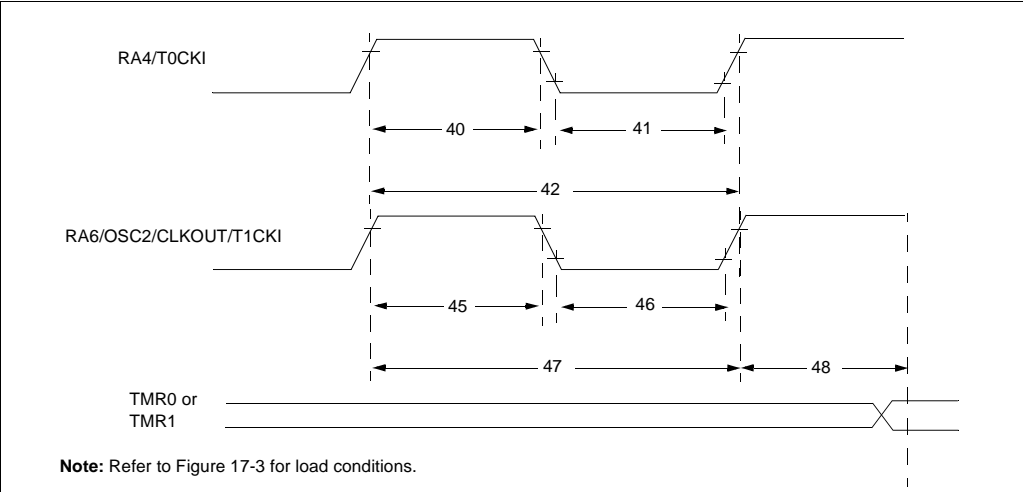 RA4/T0CKI
40
41
42
RA6/OSC2/CLKOUT/T1CKI
45
46
47
48
TMR0 or
TMR1
Note: Refer to Figure 17-3 for load conditions.